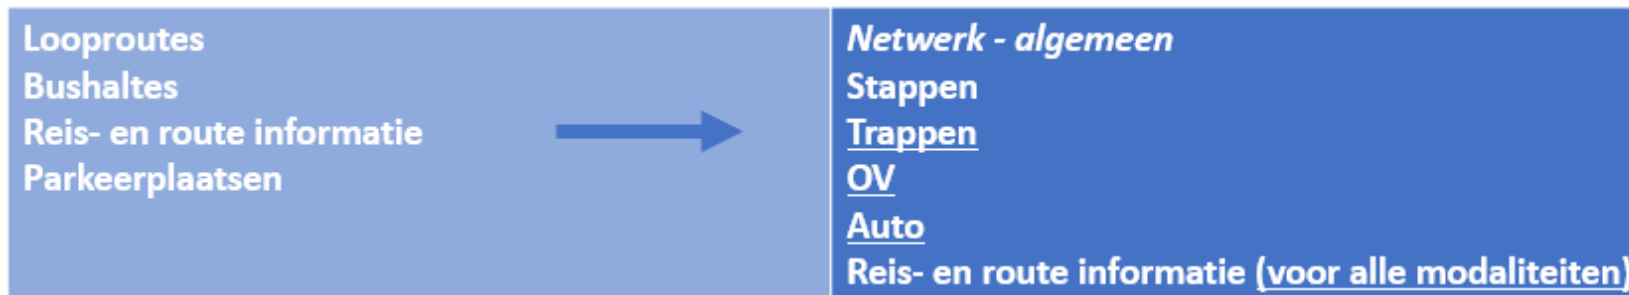 Looproutes
Bushaltes
Reis- en route informatie
Parkeerplaatsen
Netwerk - algemeen
Stappen
Trappen
OV
Auto
Reis- en route informatie (voor alle modaliteiten)